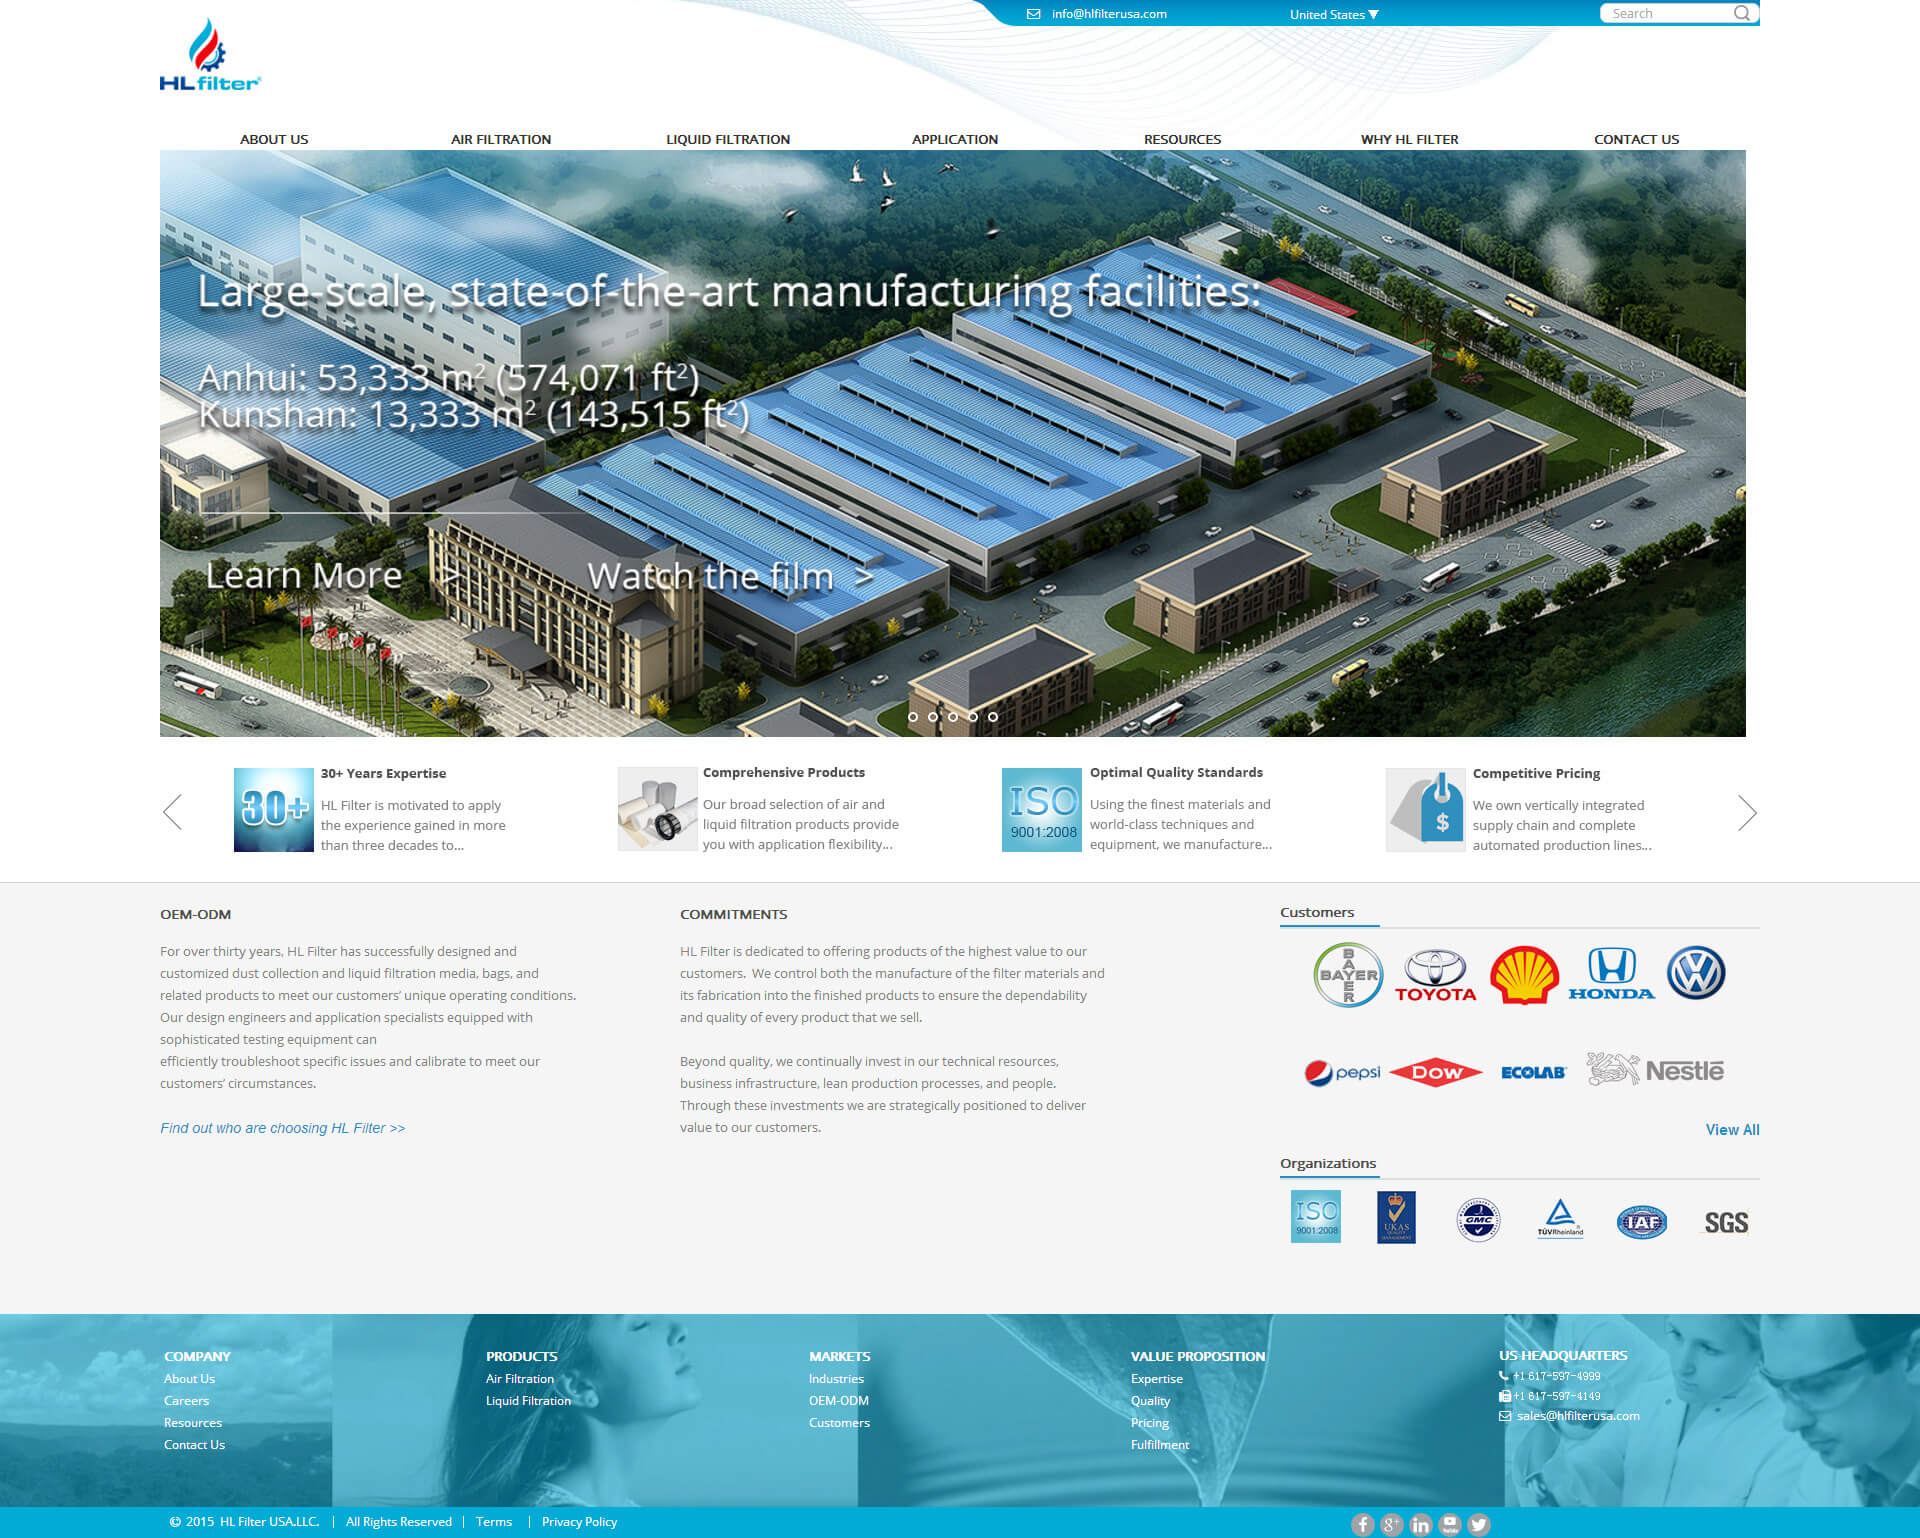 info@hlfilterusa.com
United States
Search
HLfilter
ABOUT US
AIR FILTRATION
LIQUID FILTRATION
APPLICATION
RESOURCES
WHY HL FILTER
CONTACT US
Large-scale, state-of-the-art manufacturing facilities:
Anhui: 53,333 m² (574,071 ft²)
Kunshan: 13,333 m² (143,515 ft²)
Learn More >
Watch the film >
30+
30+ Years Expertise
HL Filter is motivated to apply
the experience gained in more
than three decades to...
Comprehensive Products
Our broad selection of air and
liquid filtration products provide
you with application flexibility...
ISO
9001:2008
Optimal Quality Standards
Using the finest materials and
world-class techniques and
equipment, we manufacture...
$
Competitive Pricing
We own vertically integrated
supply chain and complete
automated production lines...
OEM-ODM
For over thirty years, HL Filter has successfully designed and
customized dust collection and liquid filtration media, bags, and
related products to meet our customers' unique operating conditions.
Our design engineers and application specialists equipped with
sophisticated testing equipment can
efficiently troubleshoot specific issues and calibrate to meet our
customers' circumstances.
Find out who are choosing HL Filter >>
COMMITMENTS
HL Filter is dedicated to offering products of the highest value to our
customers. We control both the manufacture of the filter materials and
its fabrication into the finished products to ensure the dependability
and quality of every product that we sell.
Beyond quality, we continually invest in our technical resources,
business infrastructure, lean production processes, and people.
Through these investments we are strategically positioned to deliver
value to our customers.
Customers
BAYER
BAYER
TOYOTA
HONDA
pepsi
DOW
ECOLAB
Nestlé
View All
Organizations
ISO
9001:2008
UKAS
QUALITY
MANAGEMENT
GMC
TÜVRheinland
IAF
SGS
COMPANY
About Us
Careers
Resources
Contact Us
PRODUCTS
Air Filtration
Liquid Filtration
MARKETS
Industries
OEM-ODM
Customers
VALUE PROPOSITION
Expertise
Quality
Pricing
Fulfillment
US HEADQUARTERS
+1 617-597-4999
+1 617-597-4149
sales@hlfilterusa.com
© 2015 HL Filter USA.LLC. | All Rights Reserved | Terms | Privacy Policy